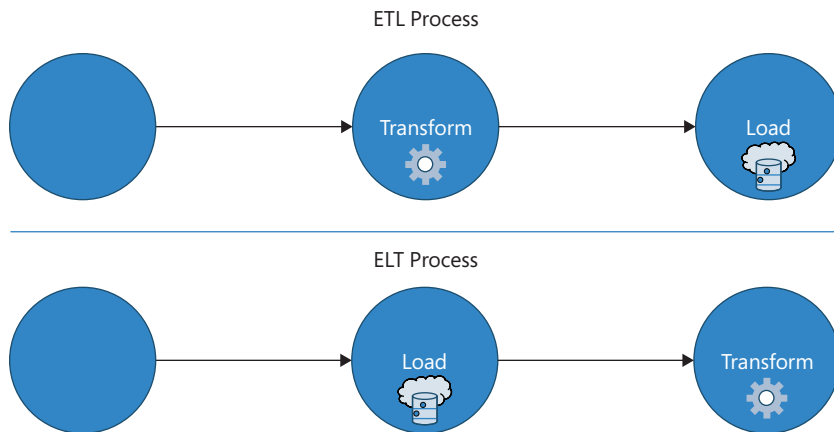 ETL Process
Transform
Load
ELT Process
Load
Transform